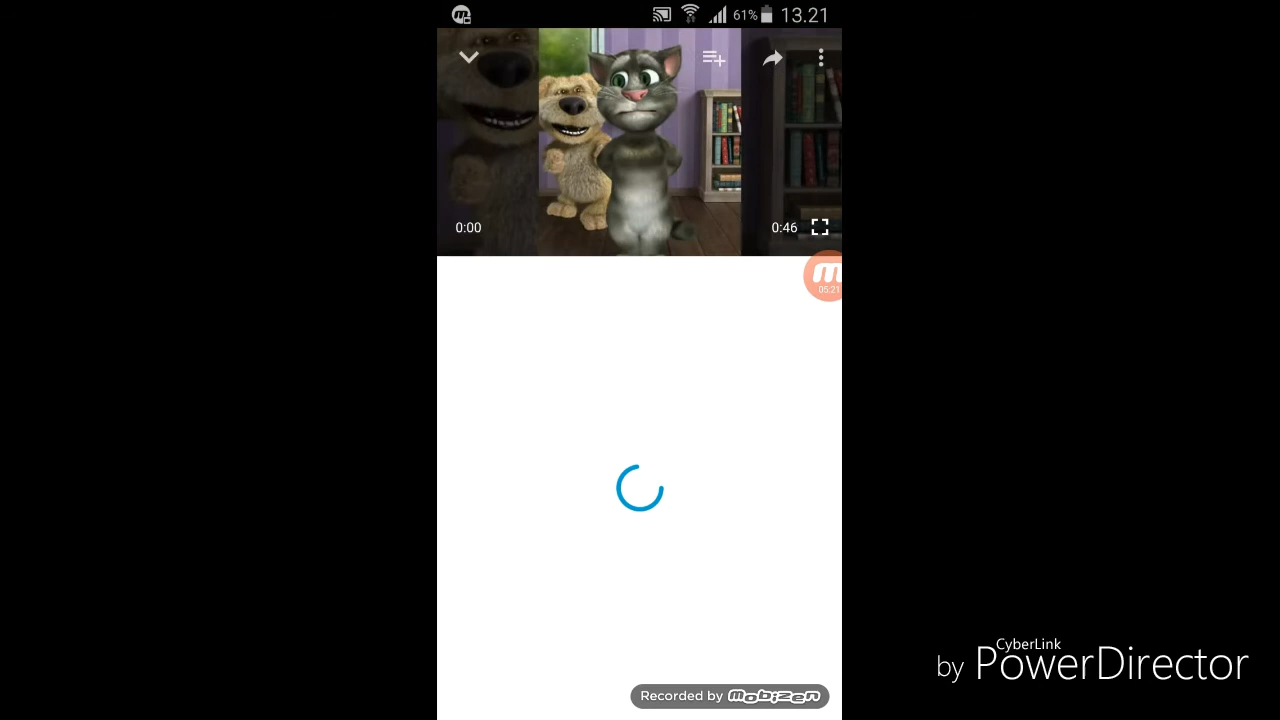 61% 13.21
0:00 0:46
05:21
CyberLink
by PowerDirector
Recorded by mobizen